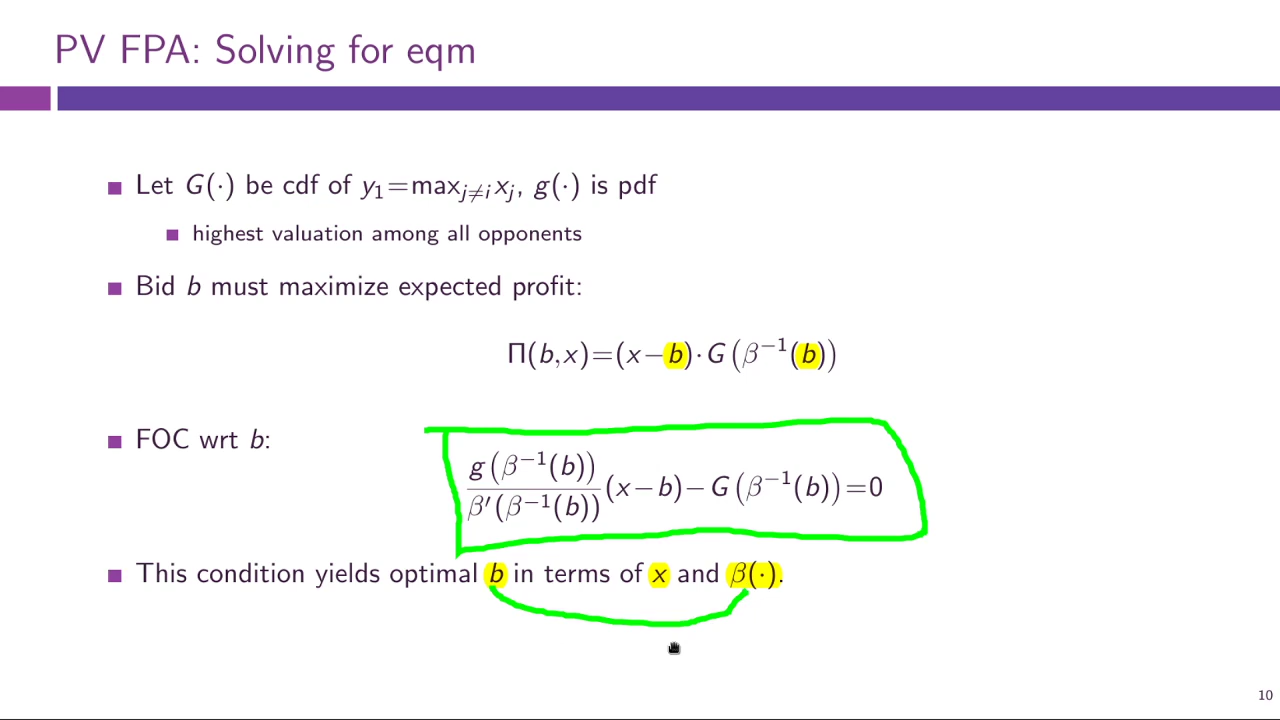 PV FPA: Solving for eqm
Let G(·) be cdf of y₁=maxⱼ≠ᵢ xⱼ, g(·) is pdf
highest valuation among all opponents
Bid b must maximize expected profit:
Π(b,x)=(x−b)·G(β⁻¹(b))
FOC wrt b:
g(β⁻¹(b))
β′(β⁻¹(b))
(x−b)−G(β⁻¹(b))=0
This condition yields optimal b in terms of x and β(·).
10